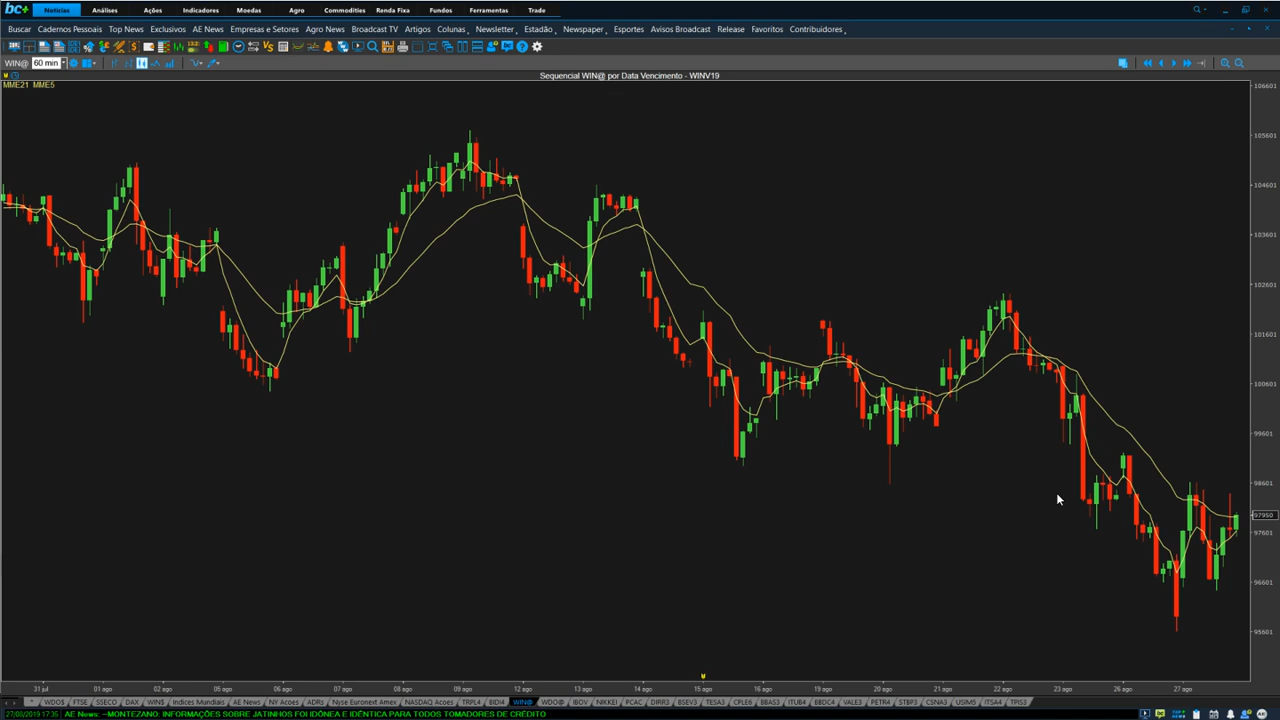 bc+ Notícias Análises Ações Indicadores Moedas Agro Commodities Renda Fixa Fundos Ferramentas Trade
Buscar Cadernos Pessoais Top News Exclusivos AE News Empresas e Setores Agro News Broadcast TV Artigos Colunas Newsletter Estadão Newspaper Esportes Avisos Broadcast Release Favoritos Contribuidores
WIN@ 60 min
Sequencial WIN@ por Data Vencimento - WINV19
MME21 MME5
106601
105601
104601
103601
102601
101601
100601
99601
98601
97950
97601
96601
95601
31 jul 01 ago 02 ago 05 ago 06 ago 07 ago 08 ago 09 ago 12 ago 13 ago 14 ago 15 ago 16 ago 19 ago 20 ago 21 ago 22 ago 23 ago 26 ago 27 ago
WDO$ FTSE SSECO DAX WIN$ Índices Mundiais AE News ADRs NY Acoes Nyse Euronext Amex NASDAQ Acoes TRPL4 BIDI4 WIN@ WDO@ IBOV NIKKEI PCAC DIRR3 BSEV3 TESA3 CPLE6 BBAS3 ITUB4 BBDC4 VALE3 PETR4 STBP3 CSNA3 USIM5 ITSA4 TPIS3
27/08/2019 17:35 AE News: -MONTEZANO: INFORMAÇÕES SOBRE JATINHOS FOI IDÔNEA E IDÊNTICA PARA TODOS TOMADORES DE CRÉDITO